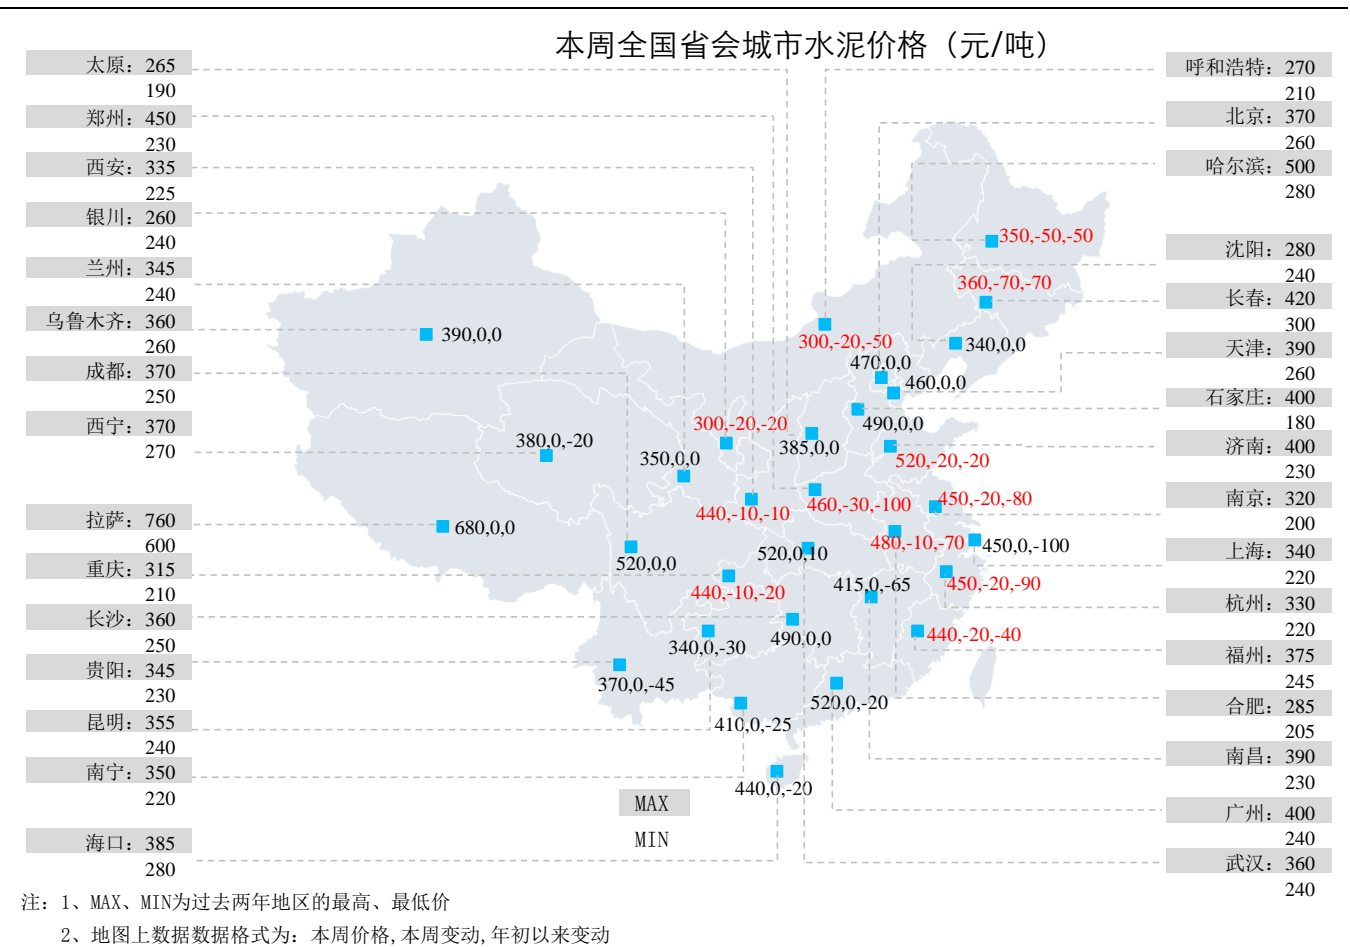 本周全国省会城市水泥价格（元/吨）
太原：265
190
郑州：450
230
西安：335
225
银川：260
240
兰州：345
240
乌鲁木齐：360
260
成都：370
250
西宁：370
270
拉萨：760
600
重庆：315
210
长沙：360
250
贵阳：345
230
昆明：355
240
南宁：350
220
海口：385
280
350,-50,-50
360,-70,-70
390,0,0
300,-20,-50
340,0,0
470,0,0
460,0,0
490,0,0
300,-20,-20
380,0,-20
385,0,0
350,0,0
520,-20,-20
440,-10,-10
460,-30,-100
450,-20,-80
680,0,0
480,-10,-70
450,0,-100
520,0,10
520,0,0
440,-10,-20
415,0,-65
450,-20,-90
490,0,0
440,-20,-40
340,0,-30
370,0,-45
520,0,-20
410,0,-25
440,0,-20
MAX
MIN
呼和浩特：270
210
北京：370
260
哈尔滨：500
280
沈阳：280
240
长春：420
300
天津：390
260
石家庄：400
180
济南：400
230
南京：320
200
上海：340
220
杭州：330
220
福州：375
245
合肥：285
205
南昌：390
230
广州：400
240
武汉：360
240
注：1、MAX、MIN为过去两年地区的最高、最低价
2、地图上数据数据格式为：本周价格,本周变动,年初以来变动